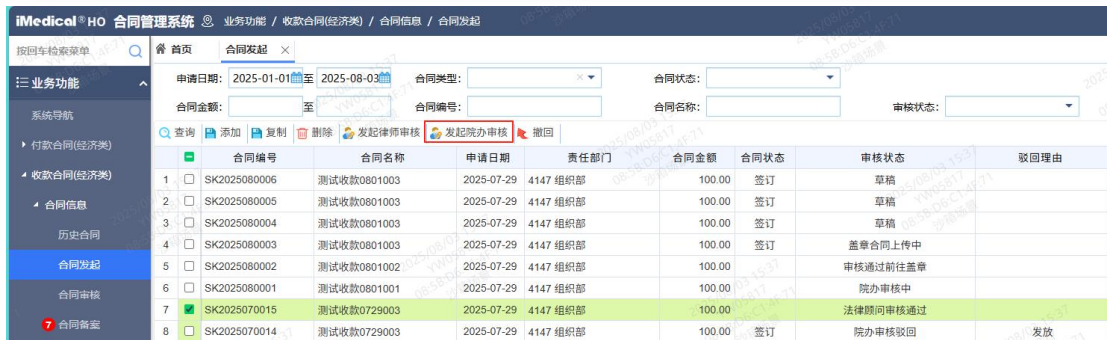 iMedical®HO 合同管理系统 业务功能 / 收款合同(经济类) / 合同信息 / 合同发起
按回车检索菜单 首页 合同发起 ×
业务功能
系统导航
付款合同(经济类)
收款合同(经济类)
合同信息
历史合同
合同发起
合同审核
7 合同备室
申请日期: 2025-01-01 至 2025-08-03 合同类型: 合同状态:
合同金额: 至 合同编号: 合同名称: 审核状态:
查询 添加 复制 删除 发起律师审核 发起院办审核 撤回
合同编号 合同名称 申请日期 责任部门 合同金额 合同状态 审核状态 驳回理由
1 SK2025080006 测试收款0801003 2025-07-29 4147 组织部 100.00 签订 草稿
2 SK2025080005 测试收款0801003 2025-07-29 4147 组织部 100.00 签订 草稿
3 SK2025080004 测试收款0801003 2025-07-29 4147 组织部 100.00 签订 草稿
4 SK2025080003 测试收款0801003 2025-07-29 4147 组织部 100.00 签订 盖章合同上传中
5 SK2025080002 测试收款0801002 2025-07-29 4147 组织部 100.00 审核通过前往盖章
6 SK2025080001 测试收款0801001 2025-07-29 4147 组织部 100.00 院办审核中
7 SK2025070015 测试收款0729003 2025-07-29 4147 组织部 100.00 法律顾问审核通过
8 SK2025070014 测试收款0729003 2025-07-29 4147 组织部 100.00 签订 院办审核驳回 发放